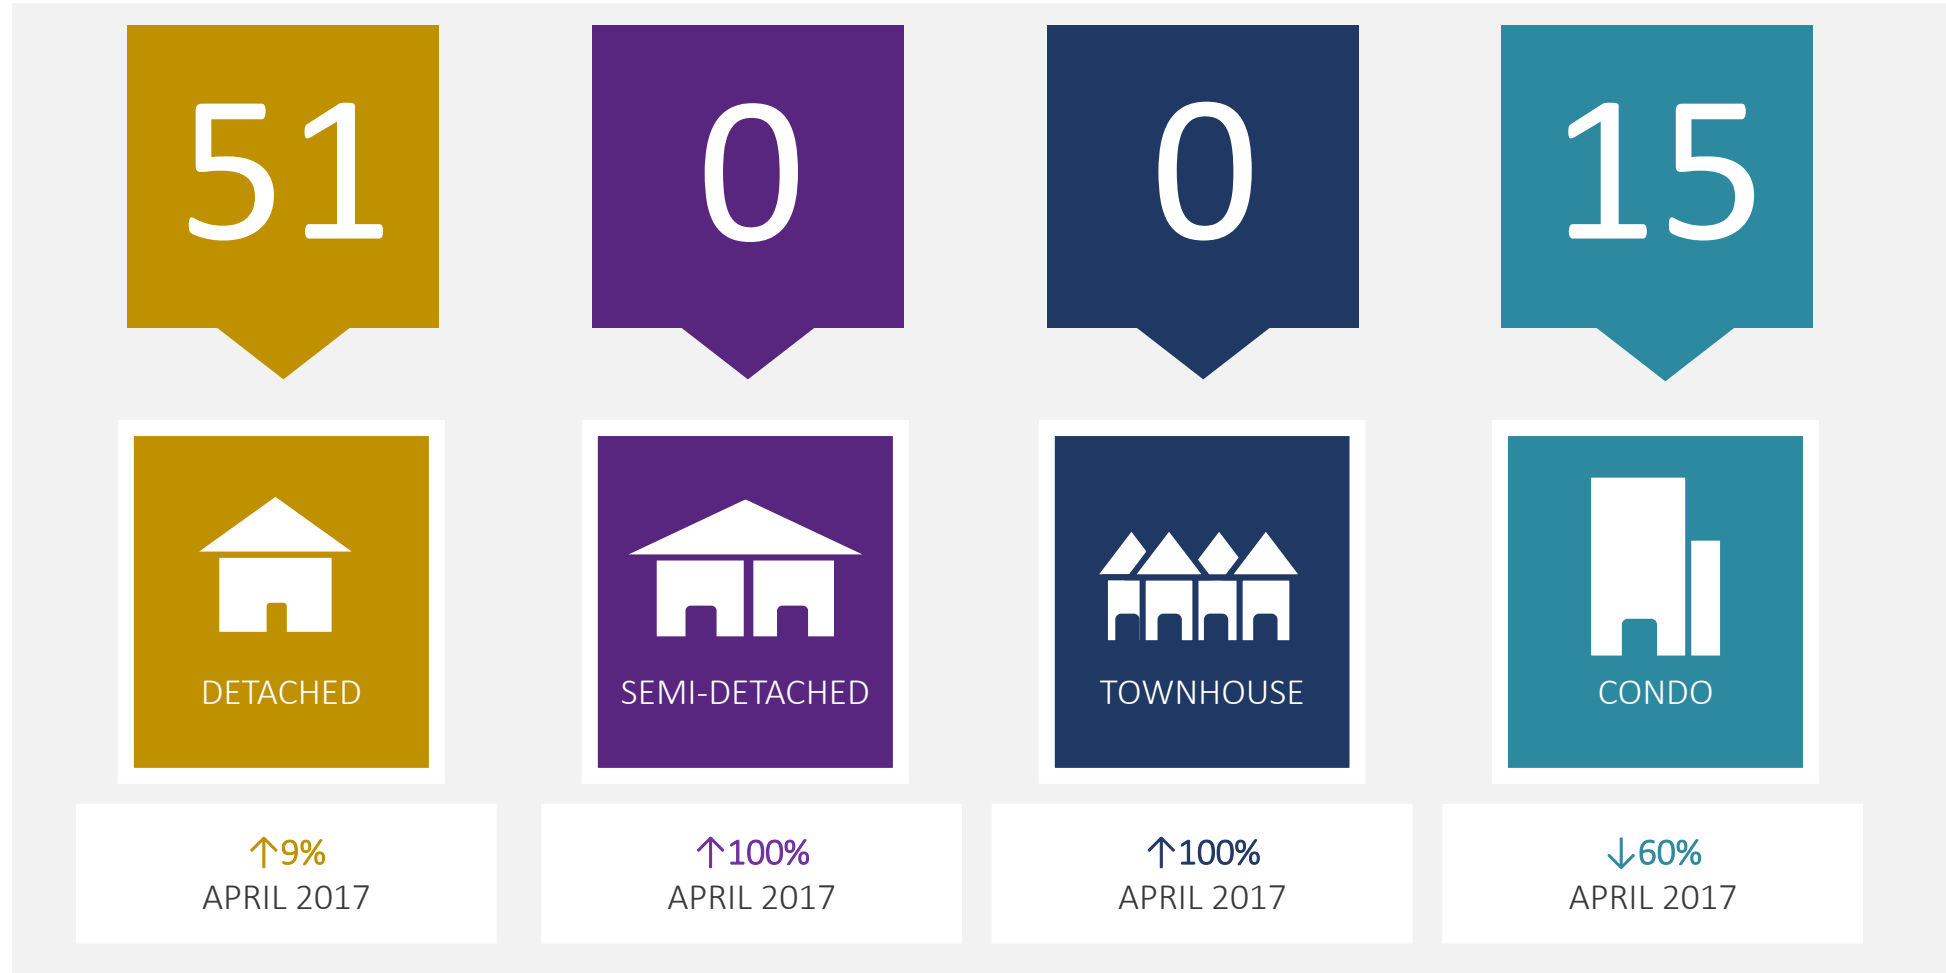 51
0
0
15
DETACHED
SEMI-DETACHED
TOWNHOUSE
CONDO
↑9%
APRIL 2017
↑100%
APRIL 2017
↑100%
APRIL 2017
↓60%
APRIL 2017